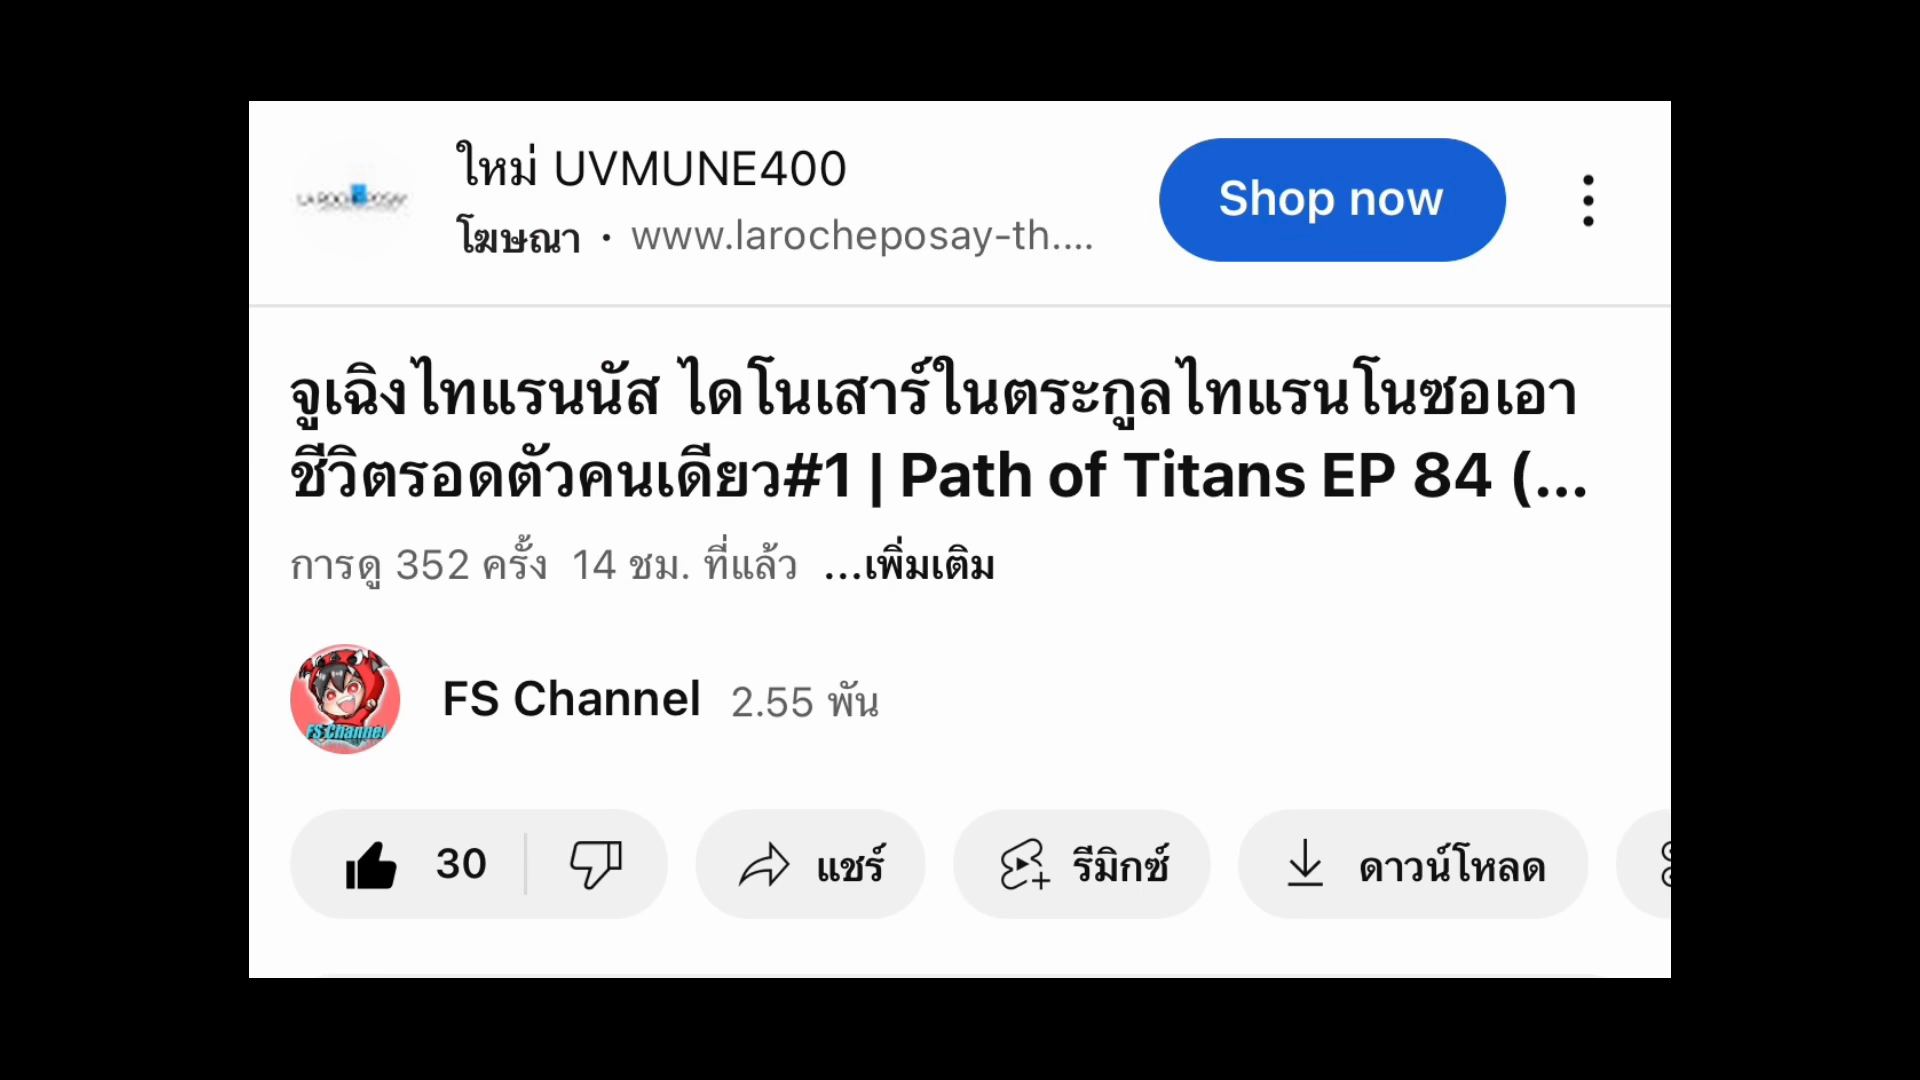 LA ROCHE POSAY
ใหม่ UVMUNE400
โฆษณา · www.larocheposay-th....
Shop now
จูเฉิงไทแรนนัส ไดโนเสาร์ในตระกูลไทแรนโนซอเอา
ชีวิตรอดตัวคนเดียว#1 | Path of Titans EP 84 (...
การดู 352 ครั้ง 14 ชม. ที่แล้ว ...เพิ่มเติม
FS Channel
FS Channel 2.55 พัน
30
แชร์
รีมิกซ์
ดาวน์โหลด